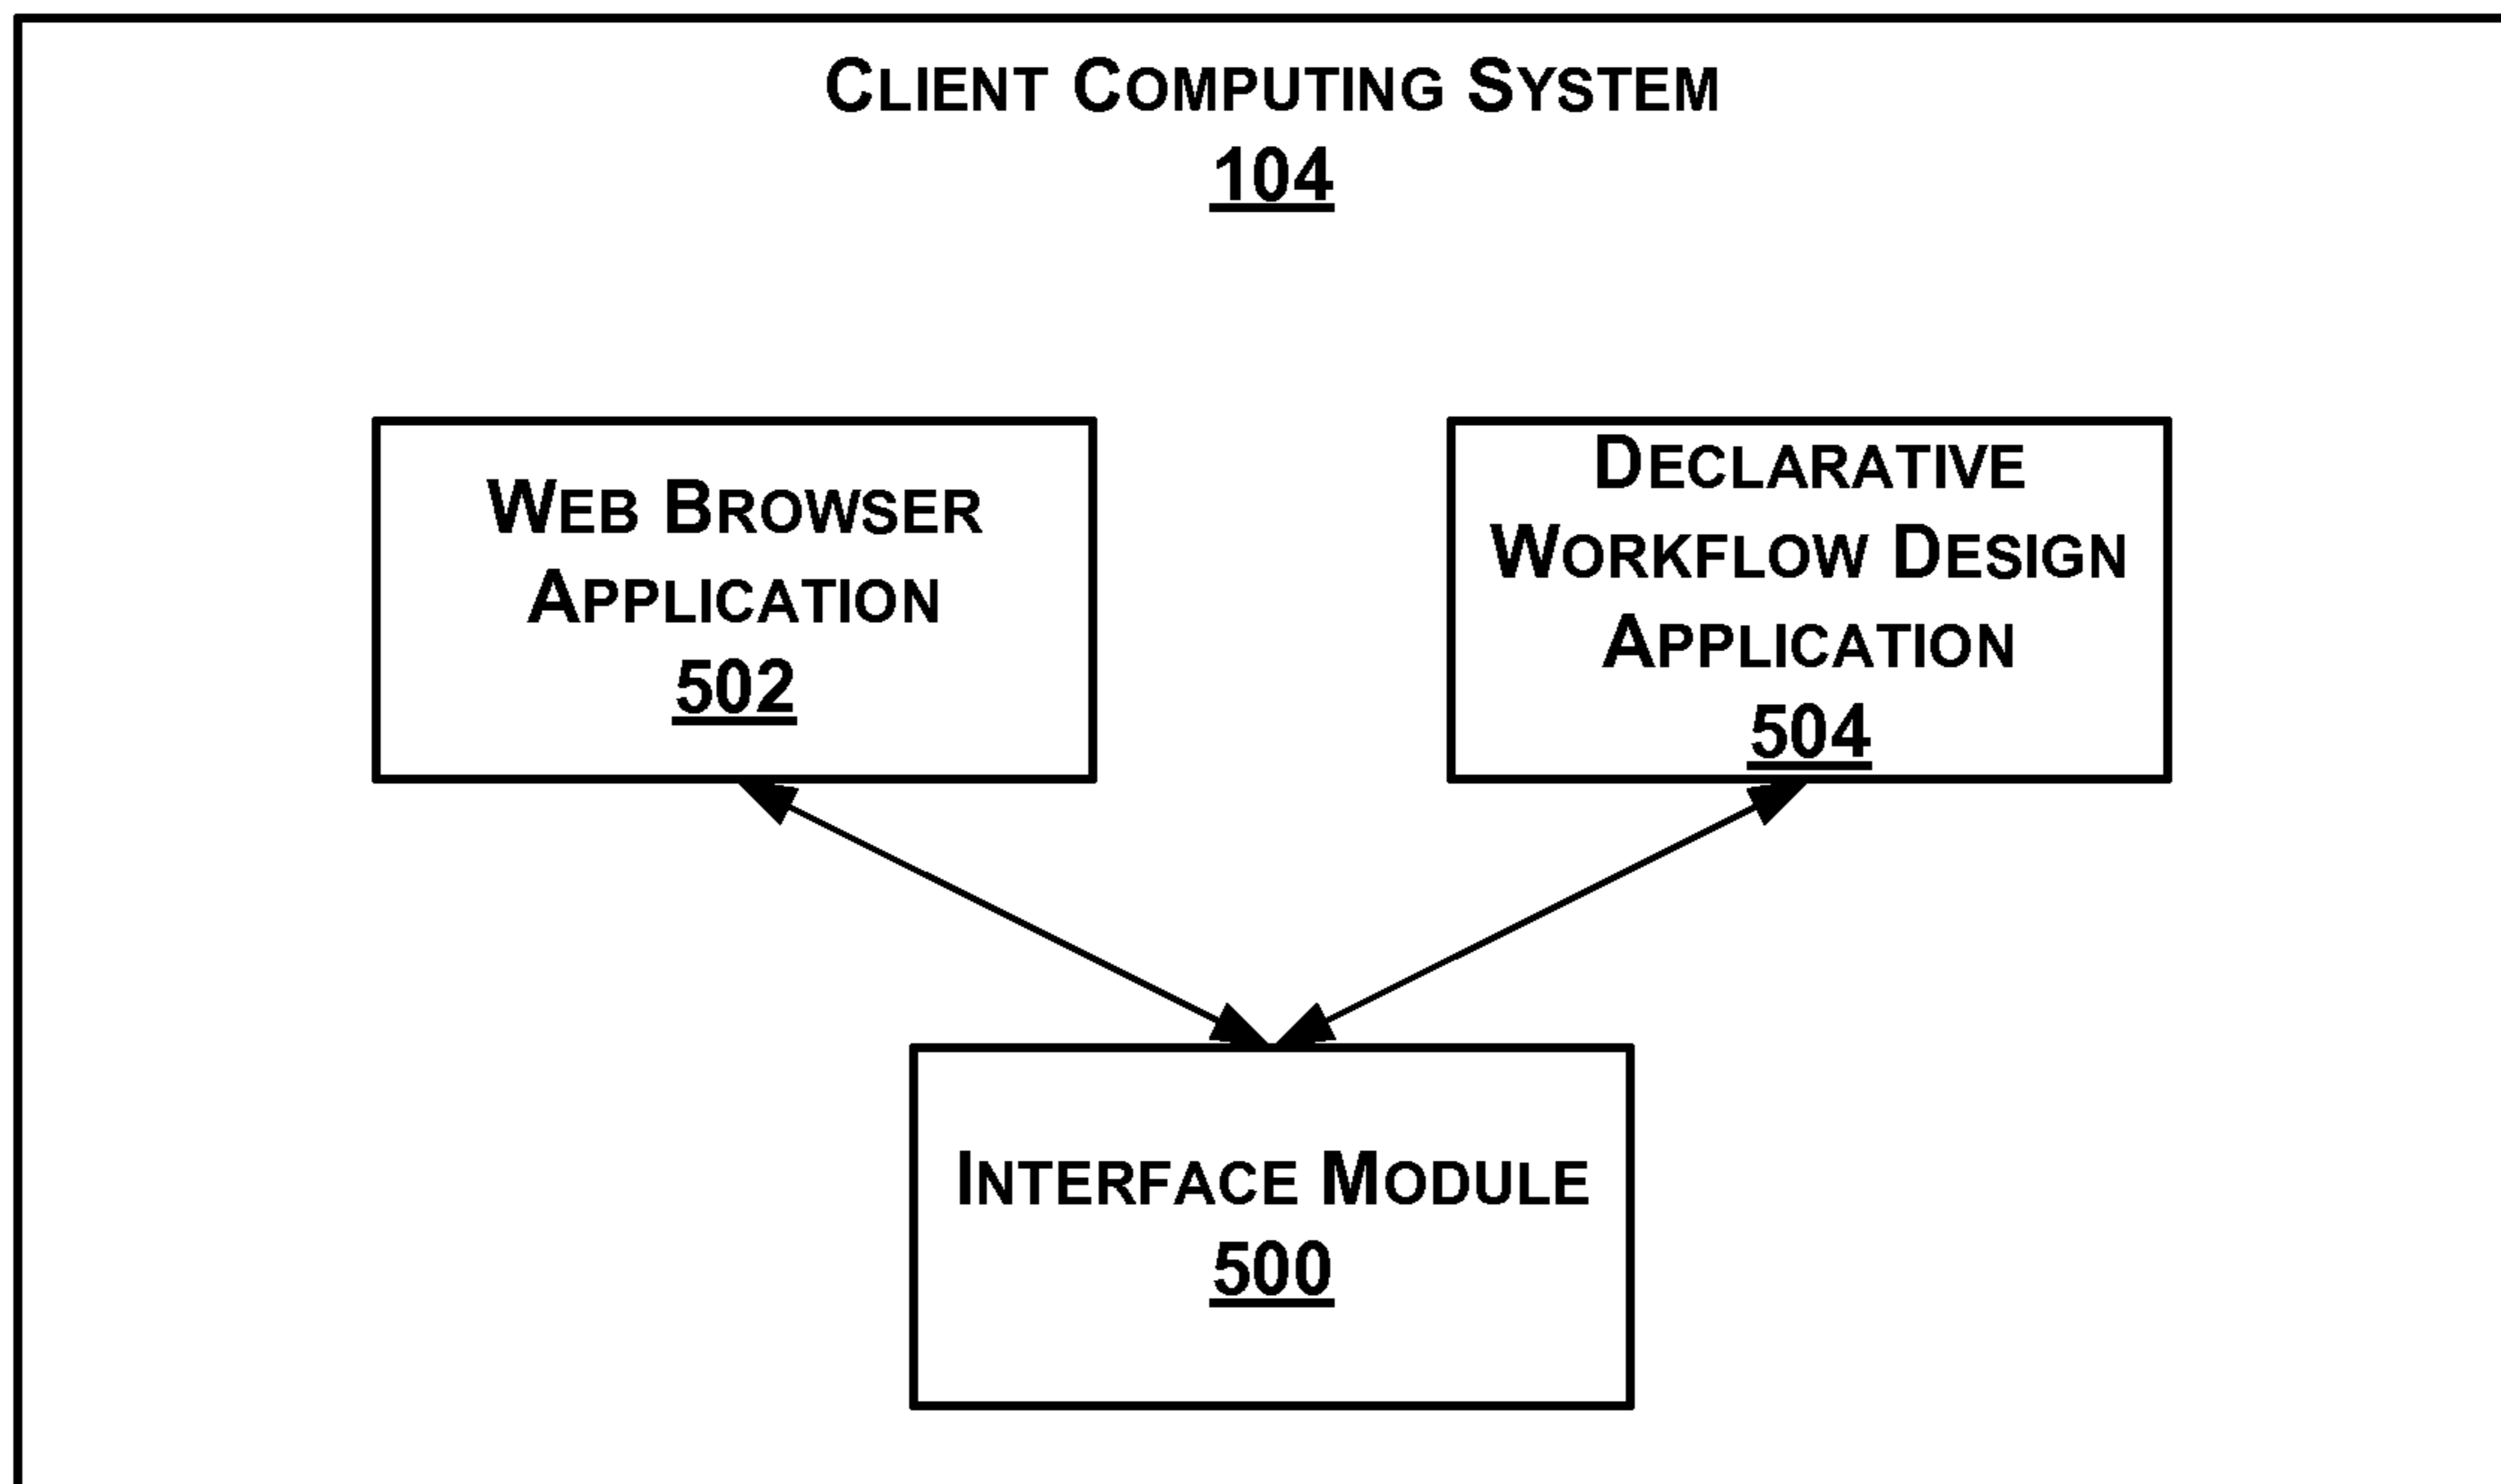 CLIENT COMPUTING SYSTEM
104
WEB BROWSER
APPLICATION
502
DECLARATIVE
WORKFLOW DESIGN
APPLICATION
504
INTERFACE MODULE
500